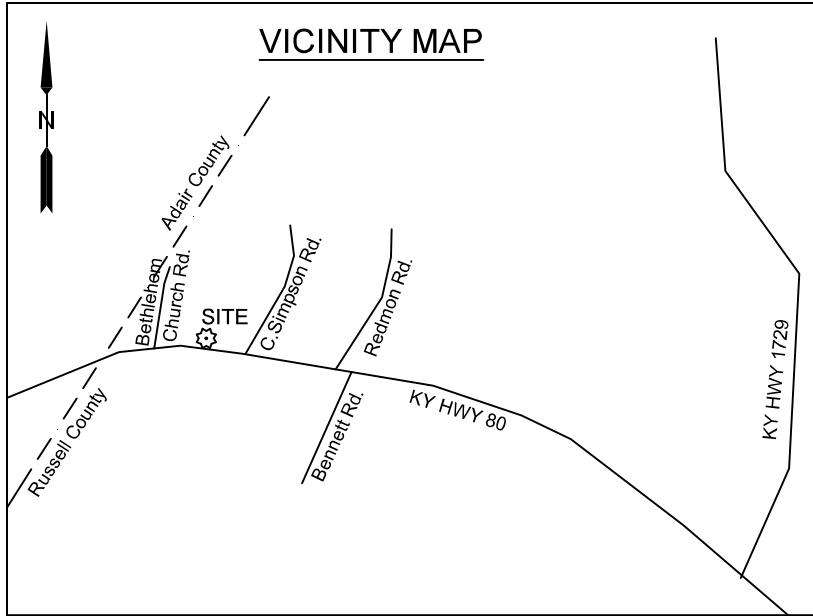 VICINITY MAP
N
Adair County
Bethlehem
Church Rd.
SITE
C.Simpson Rd.
Redmon Rd.
KY HWY 1729
Russell County
Bennett Rd.
KY HWY 80